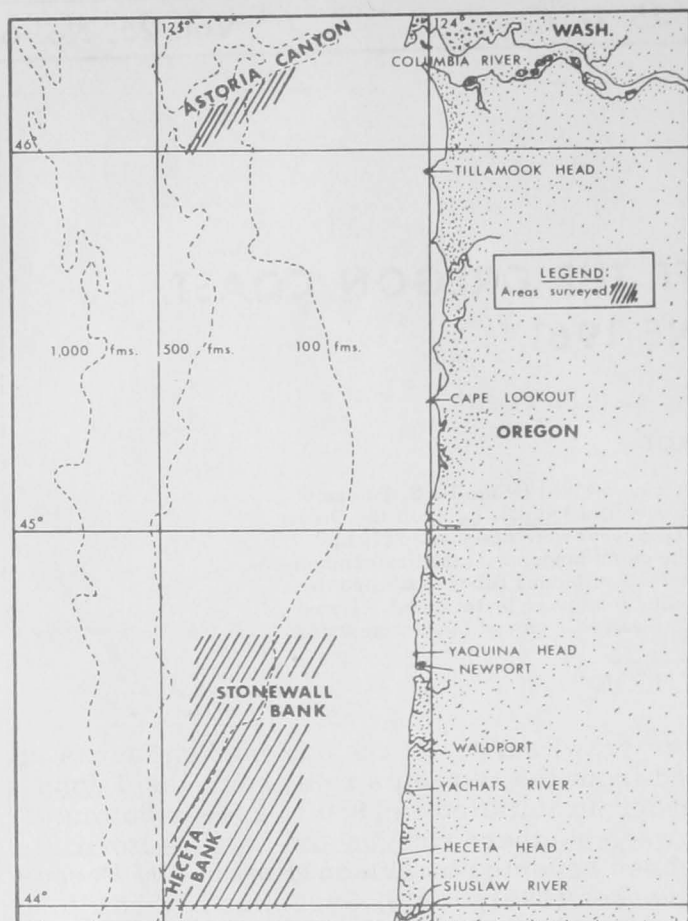 125°
124°
WASH.
COLUMBIA RIVER
ASTORIA CANYON
46°
TILLAMOOK HEAD
LEGEND:
Areas surveyed
1,000 fms.
500 fms.
100 fms.
CAPE LOOKOUT
OREGON
45°
YAQUINA HEAD
NEWPORT
STONEWALL
BANK
WALDPORT
YACHATS RIVER
HECETA
BANK
HECETA HEAD
SIUSLAW RIVER
44°